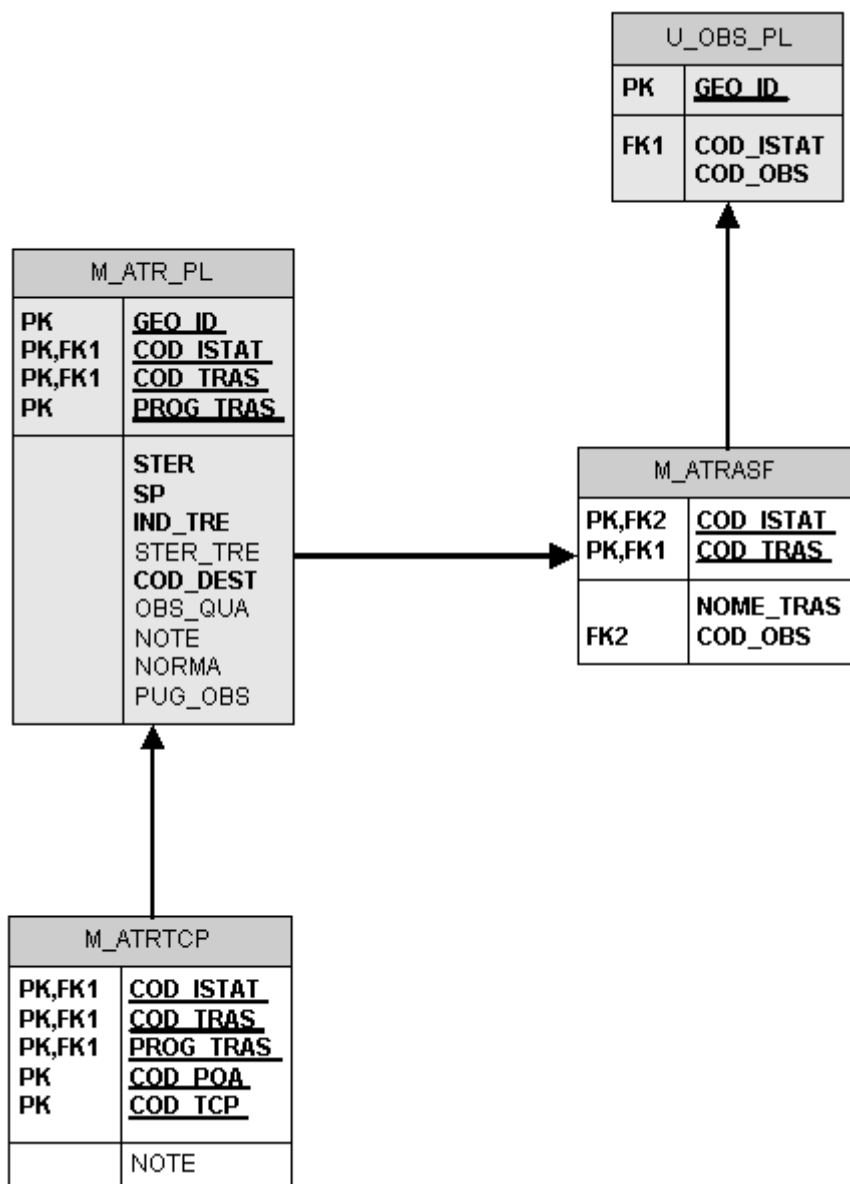 U_OBS_PL
PK GEO_ID
FK1 COD_ISTAT
COD_OBS
M_ATR_PL
PK GEO_ID
PK,FK1 COD_ISTAT
PK,FK1 COD_TRAS
PK PROG_TRAS
STER
SP
IND_TRE
STER_TRE
COD_DEST
OBS_QUA
NOTE
NORMA
PUG_OBS
M_ATRASF
PK,FK2 COD_ISTAT
PK,FK1 COD_TRAS
NOME_TRAS
FK2 COD_OBS
M_ATRTCP
PK,FK1 COD_ISTAT
PK,FK1 COD_TRAS
PK,FK1 PROG_TRAS
PK COD_POA
PK COD_TCP
NOTE